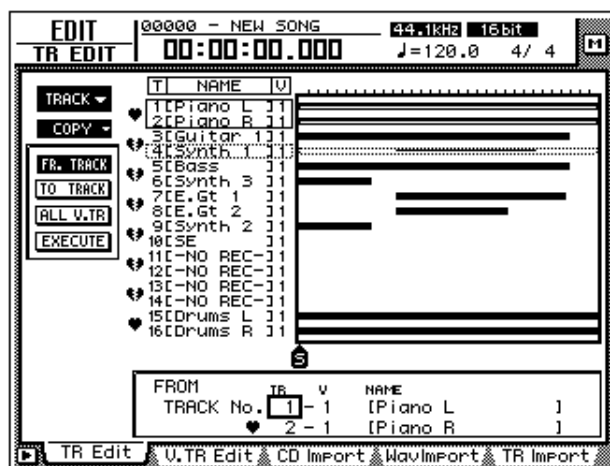 EDIT
TR EDIT
00000 - NEW SONG
00:00:00.000
44.1kHz 16bit
♩=120.0 4/ 4
M
TRACK
COPY
FR. TRACK
TO TRACK
ALL V.TR
EXECUTE
T NAME V
1[Piano L ]1
2[Piano R ]1
3[Guitar 1]1
4[Synth 1 ]1
5[Bass ]1
6[Synth 3 ]1
7[E.Gt 1 ]1
8[E.Gt 2 ]1
9[Synth 2 ]1
10[SE ]1
11[-NO REC-]1
12[-NO REC-]1
13[-NO REC-]1
14[-NO REC-]1
15[Drums L ]1
16[Drums R ]1
S
FROM TR V NAME
TRACK No. 1 - 1 [Piano L ]
2 - 1 [Piano R ]
TR Edit V.TR Edit CD Import WavImport TR Import